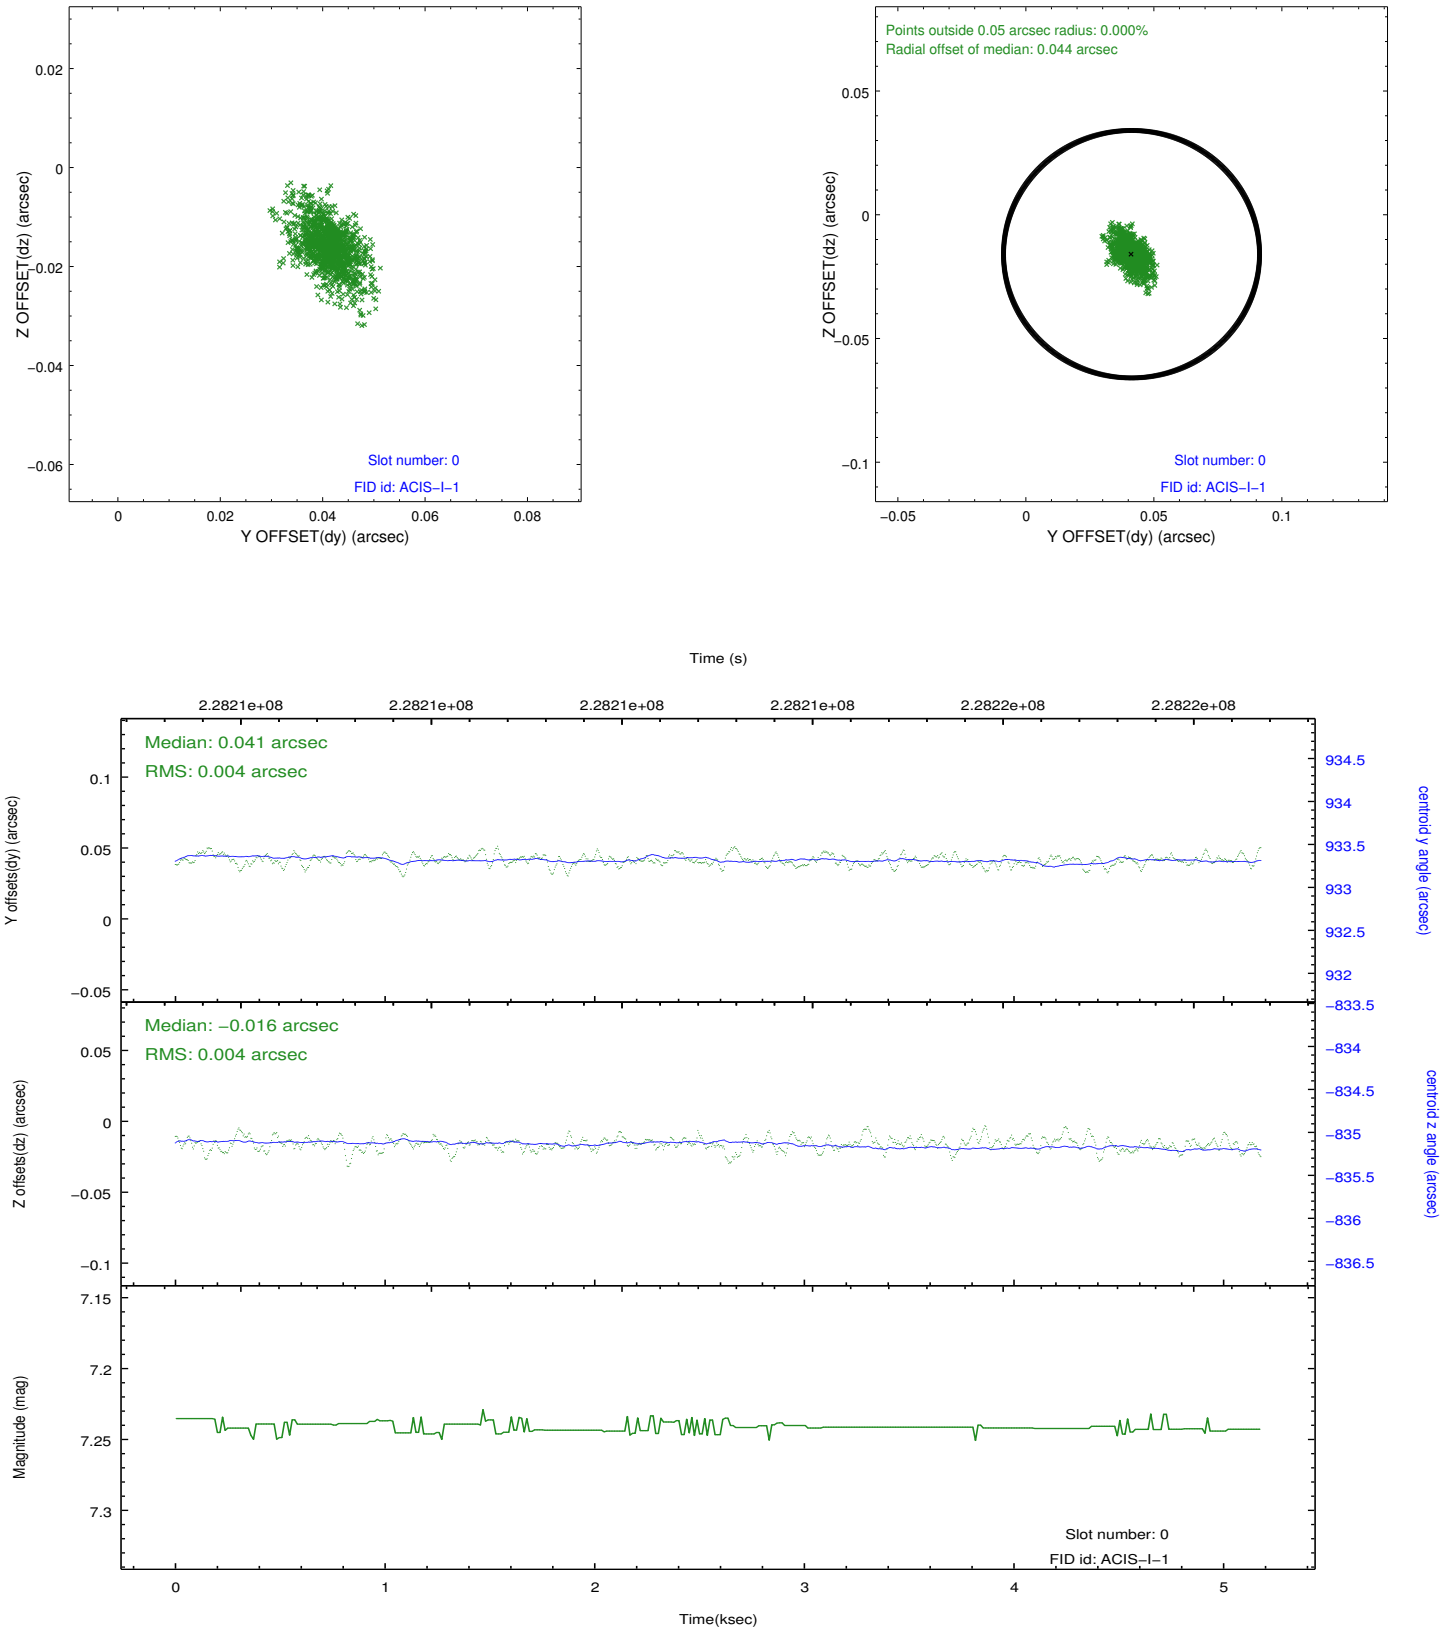 0.02
0
−0.02
−0.04
−0.06
Z OFFSET(dz) (arcsec)
Slot number: 0
FID id: ACIS−I−1
0
0.02
0.04
0.06
0.08
Y OFFSET(dy) (arcsec)
Points outside 0.05 arcsec radius: 0.000%
Radial offset of median: 0.044 arcsec
0.05
0
−0.05
−0.1
Z OFFSET(dz) (arcsec)
Slot number: 0
FID id: ACIS−I−1
−0.05
0
0.05
0.1
Y OFFSET(dy) (arcsec)
Time (s)
2.2821e+08
2.2821e+08
2.2821e+08
2.2821e+08
2.2822e+08
2.2822e+08
Median: 0.041 arcsec
RMS: 0.004 arcsec
0.1
0.05
0
−0.05
Y offsets(dy) (arcsec)
934.5
934
933.5
933
932.5
932
centroid y angle (arcsec)
Median: −0.016 arcsec
RMS: 0.004 arcsec
0.05
0
−0.05
−0.1
Z offsets(dz) (arcsec)
−833.5
−834
−834.5
−835
−835.5
−836
−836.5
centroid z angle (arcsec)
7.15
7.2
7.25
7.3
Magnitude (mag)
Slot number: 0
FID id: ACIS−I−1
0
1
2
3
4
5
Time(ksec)